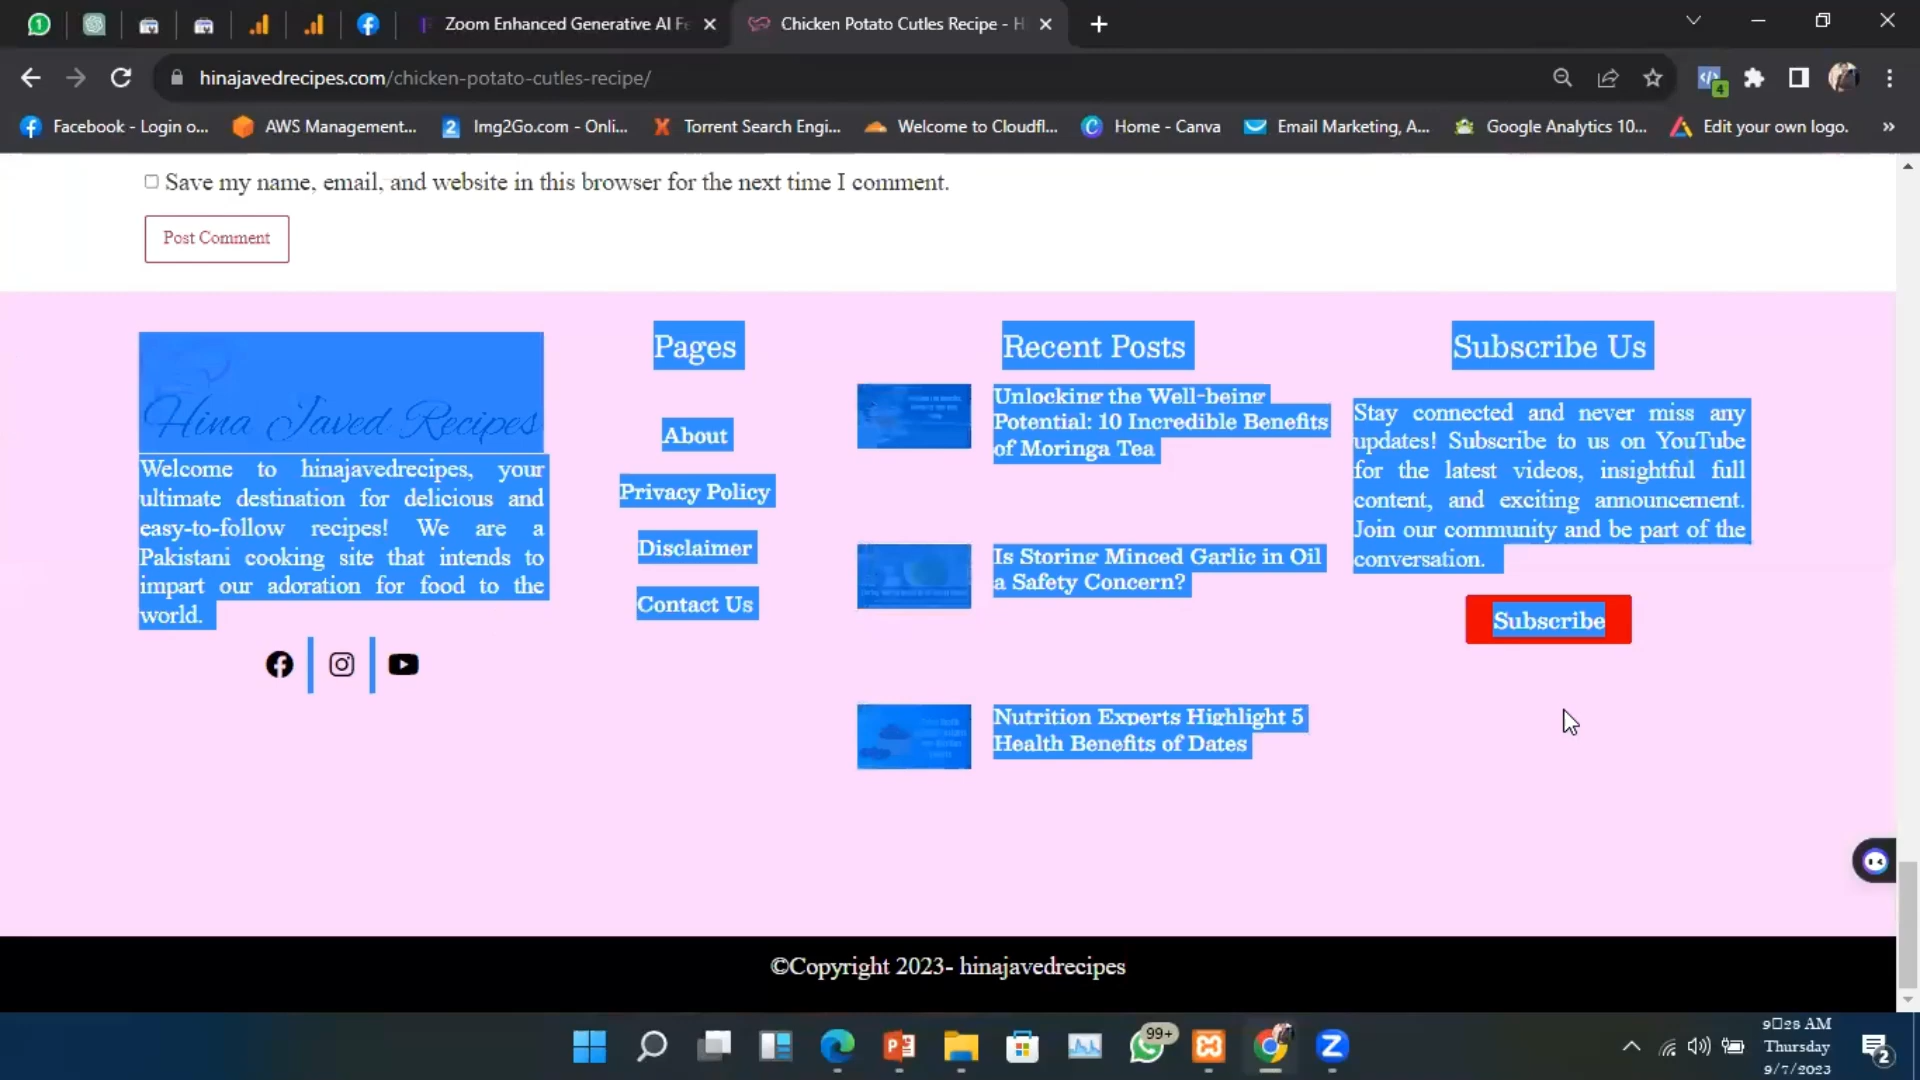 Zoom Enhanced Generative AI Fe
Chicken Potato Cutles Recipe - H
hinajavedrecipes.com/chicken-potato-cutles-recipe/
4
Facebook - Login o...
AWS Management...
Img2Go.com - Onli...
Torrent Search Engi...
Welcome to Cloudfl...
Home - Canva
Email Marketing, A...
Google Analytics 10...
Edit your own logo.
»
Save my name, email, and website in this browser for the next time I comment.
Post Comment
Hina Javed Recipes
Welcome to hinajavedrecipes, your
ultimate destination for delicious and
easy-to-follow recipes! We are a
Pakistani cooking site that intends to
impart our adoration for food to the
world.
Pages
About
Privacy Policy
Disclaimer
Contact Us
Recent Posts
Unlocking the Well-being
Potential: 10 Incredible Benefits
of Moringa Tea
Is Storing Minced Garlic in Oil
a Safety Concern?
Nutrition Experts Highlight 5
Health Benefits of Dates
Subscribe Us
Stay connected and never miss any
updates! Subscribe to us on YouTube
for the latest videos, insightful full
content, and exciting announcement.
Join our community and be part of the
conversation.
Subscribe
©Copyright 2023- hinajavedrecipes
99+
9□28 AM
Thursday
9/7/2023
2